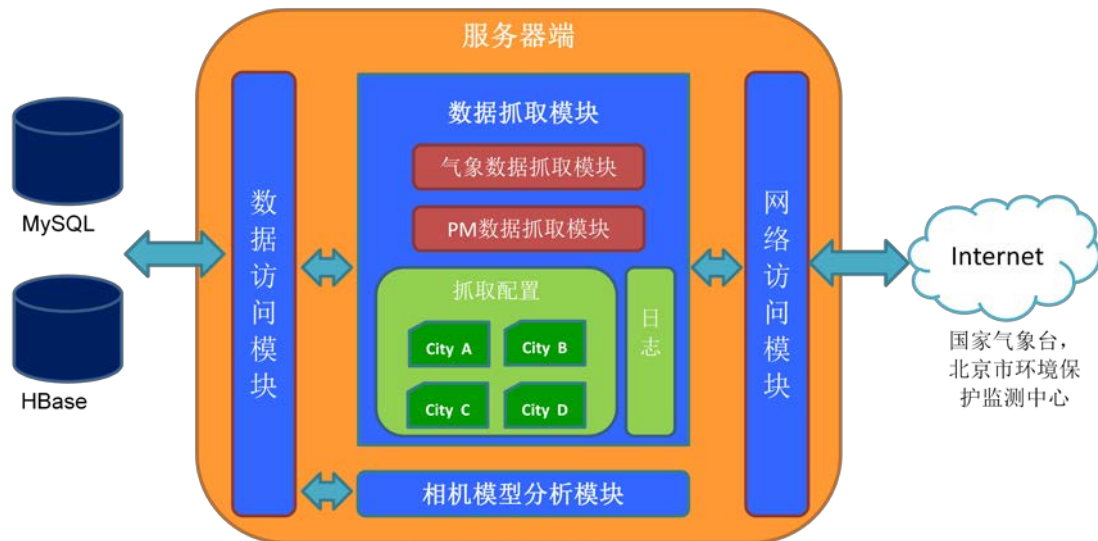 服务器端
MySQL
HBase
数据访问模块
数据抓取模块
气象数据抓取模块
PM数据抓取模块
抓取配置
City A
City B
City C
City D
日志
相机模型分析模块
网络访问模块
Internet
国家气象台，
北京市环境保
护监测中心